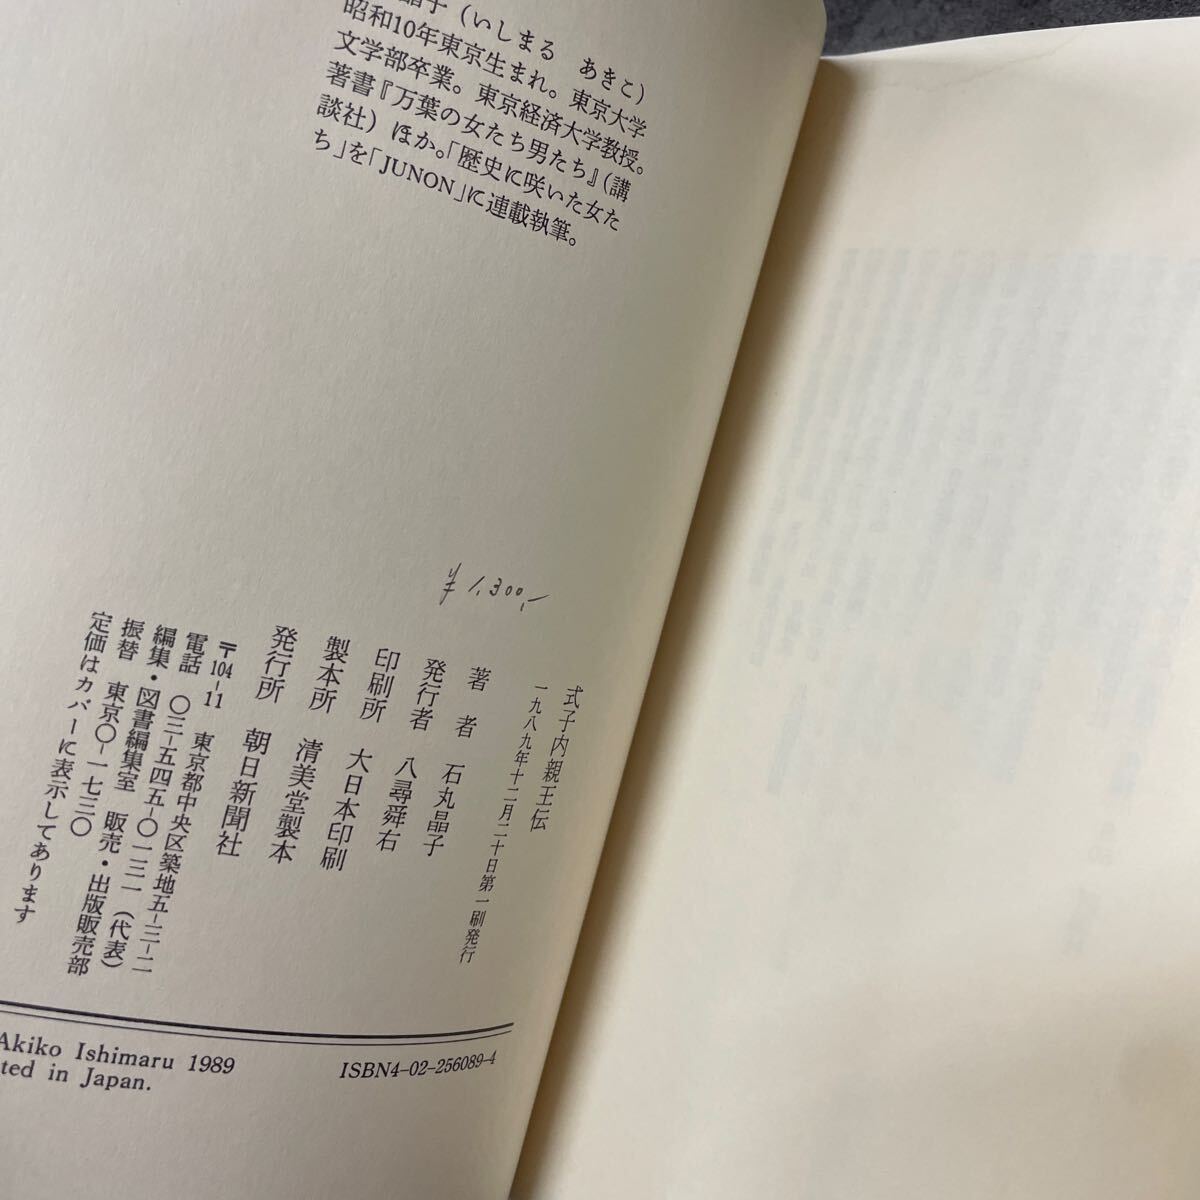 晶子（いしまる　あきこ）
昭和10年東京生まれ。東京大学
文学部卒業。東京経済大学教授。
著書『万葉の女たち男たち』（講
談社）ほか。「歴史に咲いた女た
ち」を「JUNON」に連載執筆。
¥1,300,-
式子内親王伝
一九八九年十二月二十日第一刷発行
著者　石丸晶子
発行者　八尋舜右
印刷所　大日本印刷
製本所　清美堂製本
発行所　朝日新聞社
〒104-11　東京都中央区築地五-三-二
電話　〇三-五四五-〇一三一（代表）
編集・図書編集室　販売・出版販売部
振替　東京〇-一七三〇
定価はカバーに表示してあります
Akiko Ishimaru 1989
ted in Japan.
ISBN4-02-256089-4